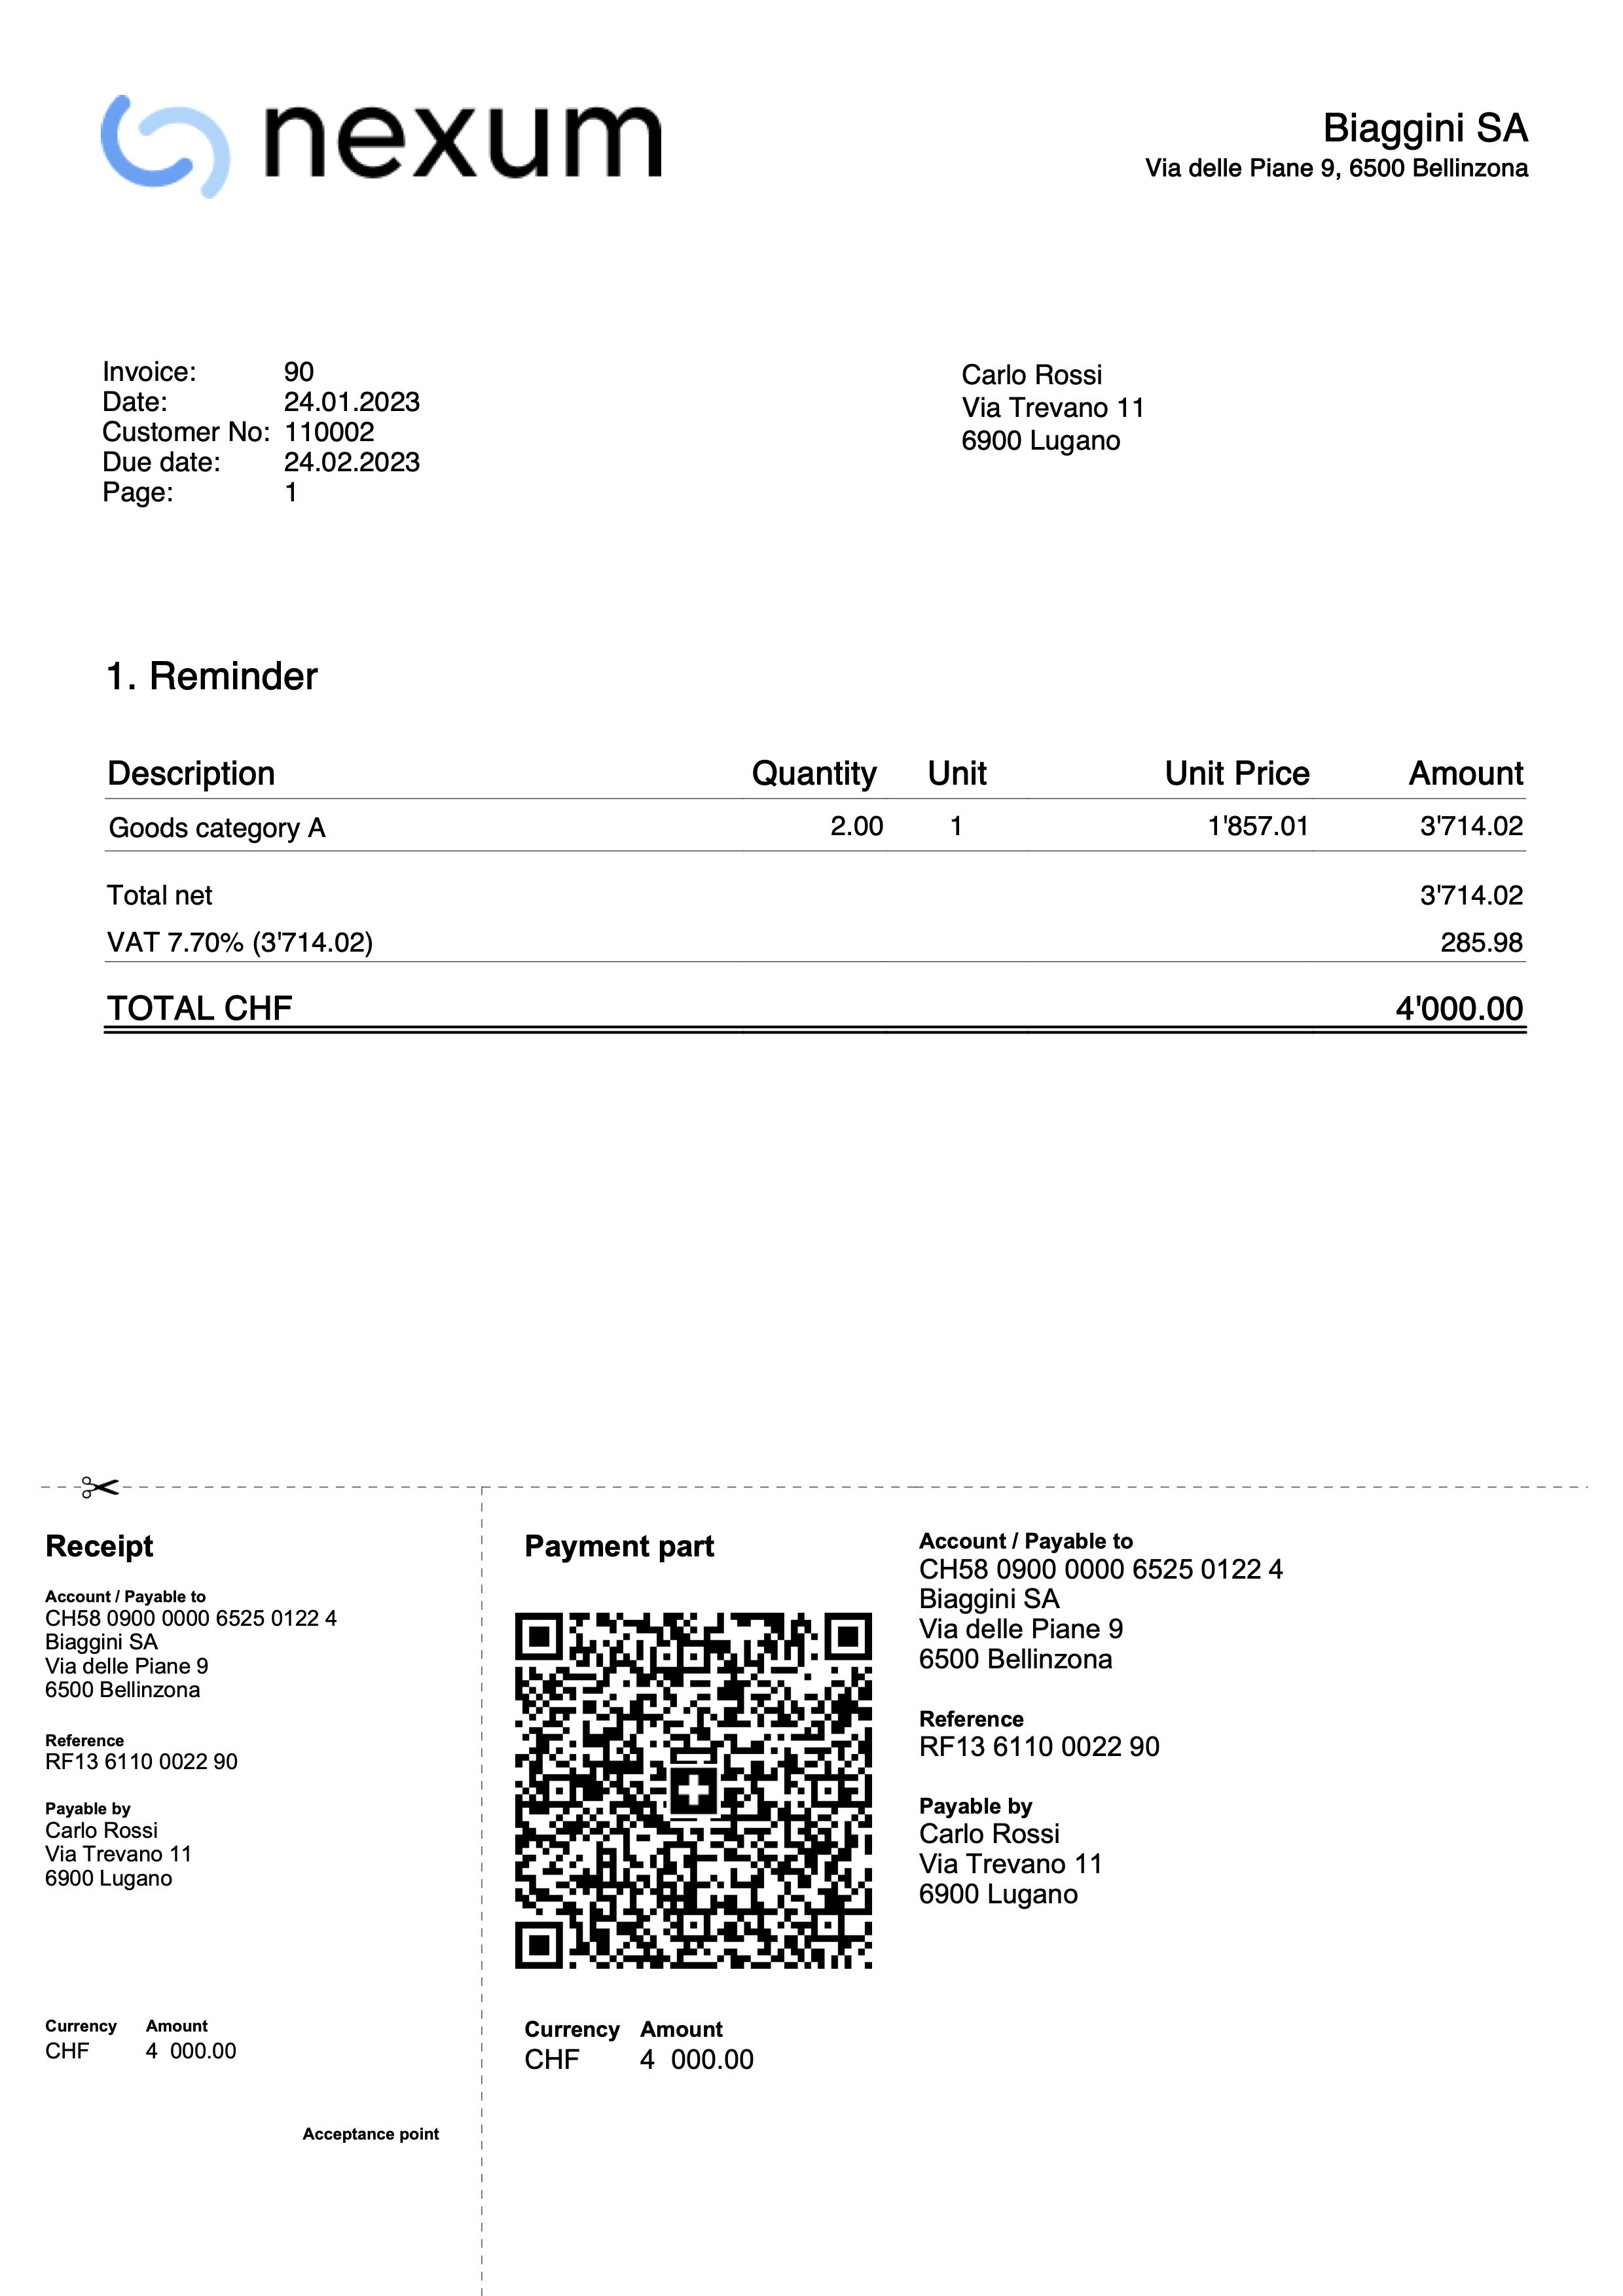 nexum
Biaggini SA
Via delle Piane 9, 6500 Bellinzona
Invoice: 90
Date: 24.01.2023
Customer No: 110002
Due date: 24.02.2023
Page: 1
Carlo Rossi
Via Trevano 11
6900 Lugano
1. Reminder
Description Quantity Unit Unit Price Amount
Goods category A 2.00 1 1'857.01 3'714.02
Total net 3'714.02
VAT 7.70% (3'714.02) 285.98
TOTAL CHF 4'000.00
Receipt
Account / Payable to
CH58 0900 0000 6525 0122 4
Biaggini SA
Via delle Piane 9
6500 Bellinzona
Reference
RF13 6110 0022 90
Payable by
Carlo Rossi
Via Trevano 11
6900 Lugano
Currency Amount
CHF 4 000.00
Acceptance point
Payment part
Currency Amount
CHF 4 000.00
Account / Payable to
CH58 0900 0000 6525 0122 4
Biaggini SA
Via delle Piane 9
6500 Bellinzona
Reference
RF13 6110 0022 90
Payable by
Carlo Rossi
Via Trevano 11
6900 Lugano